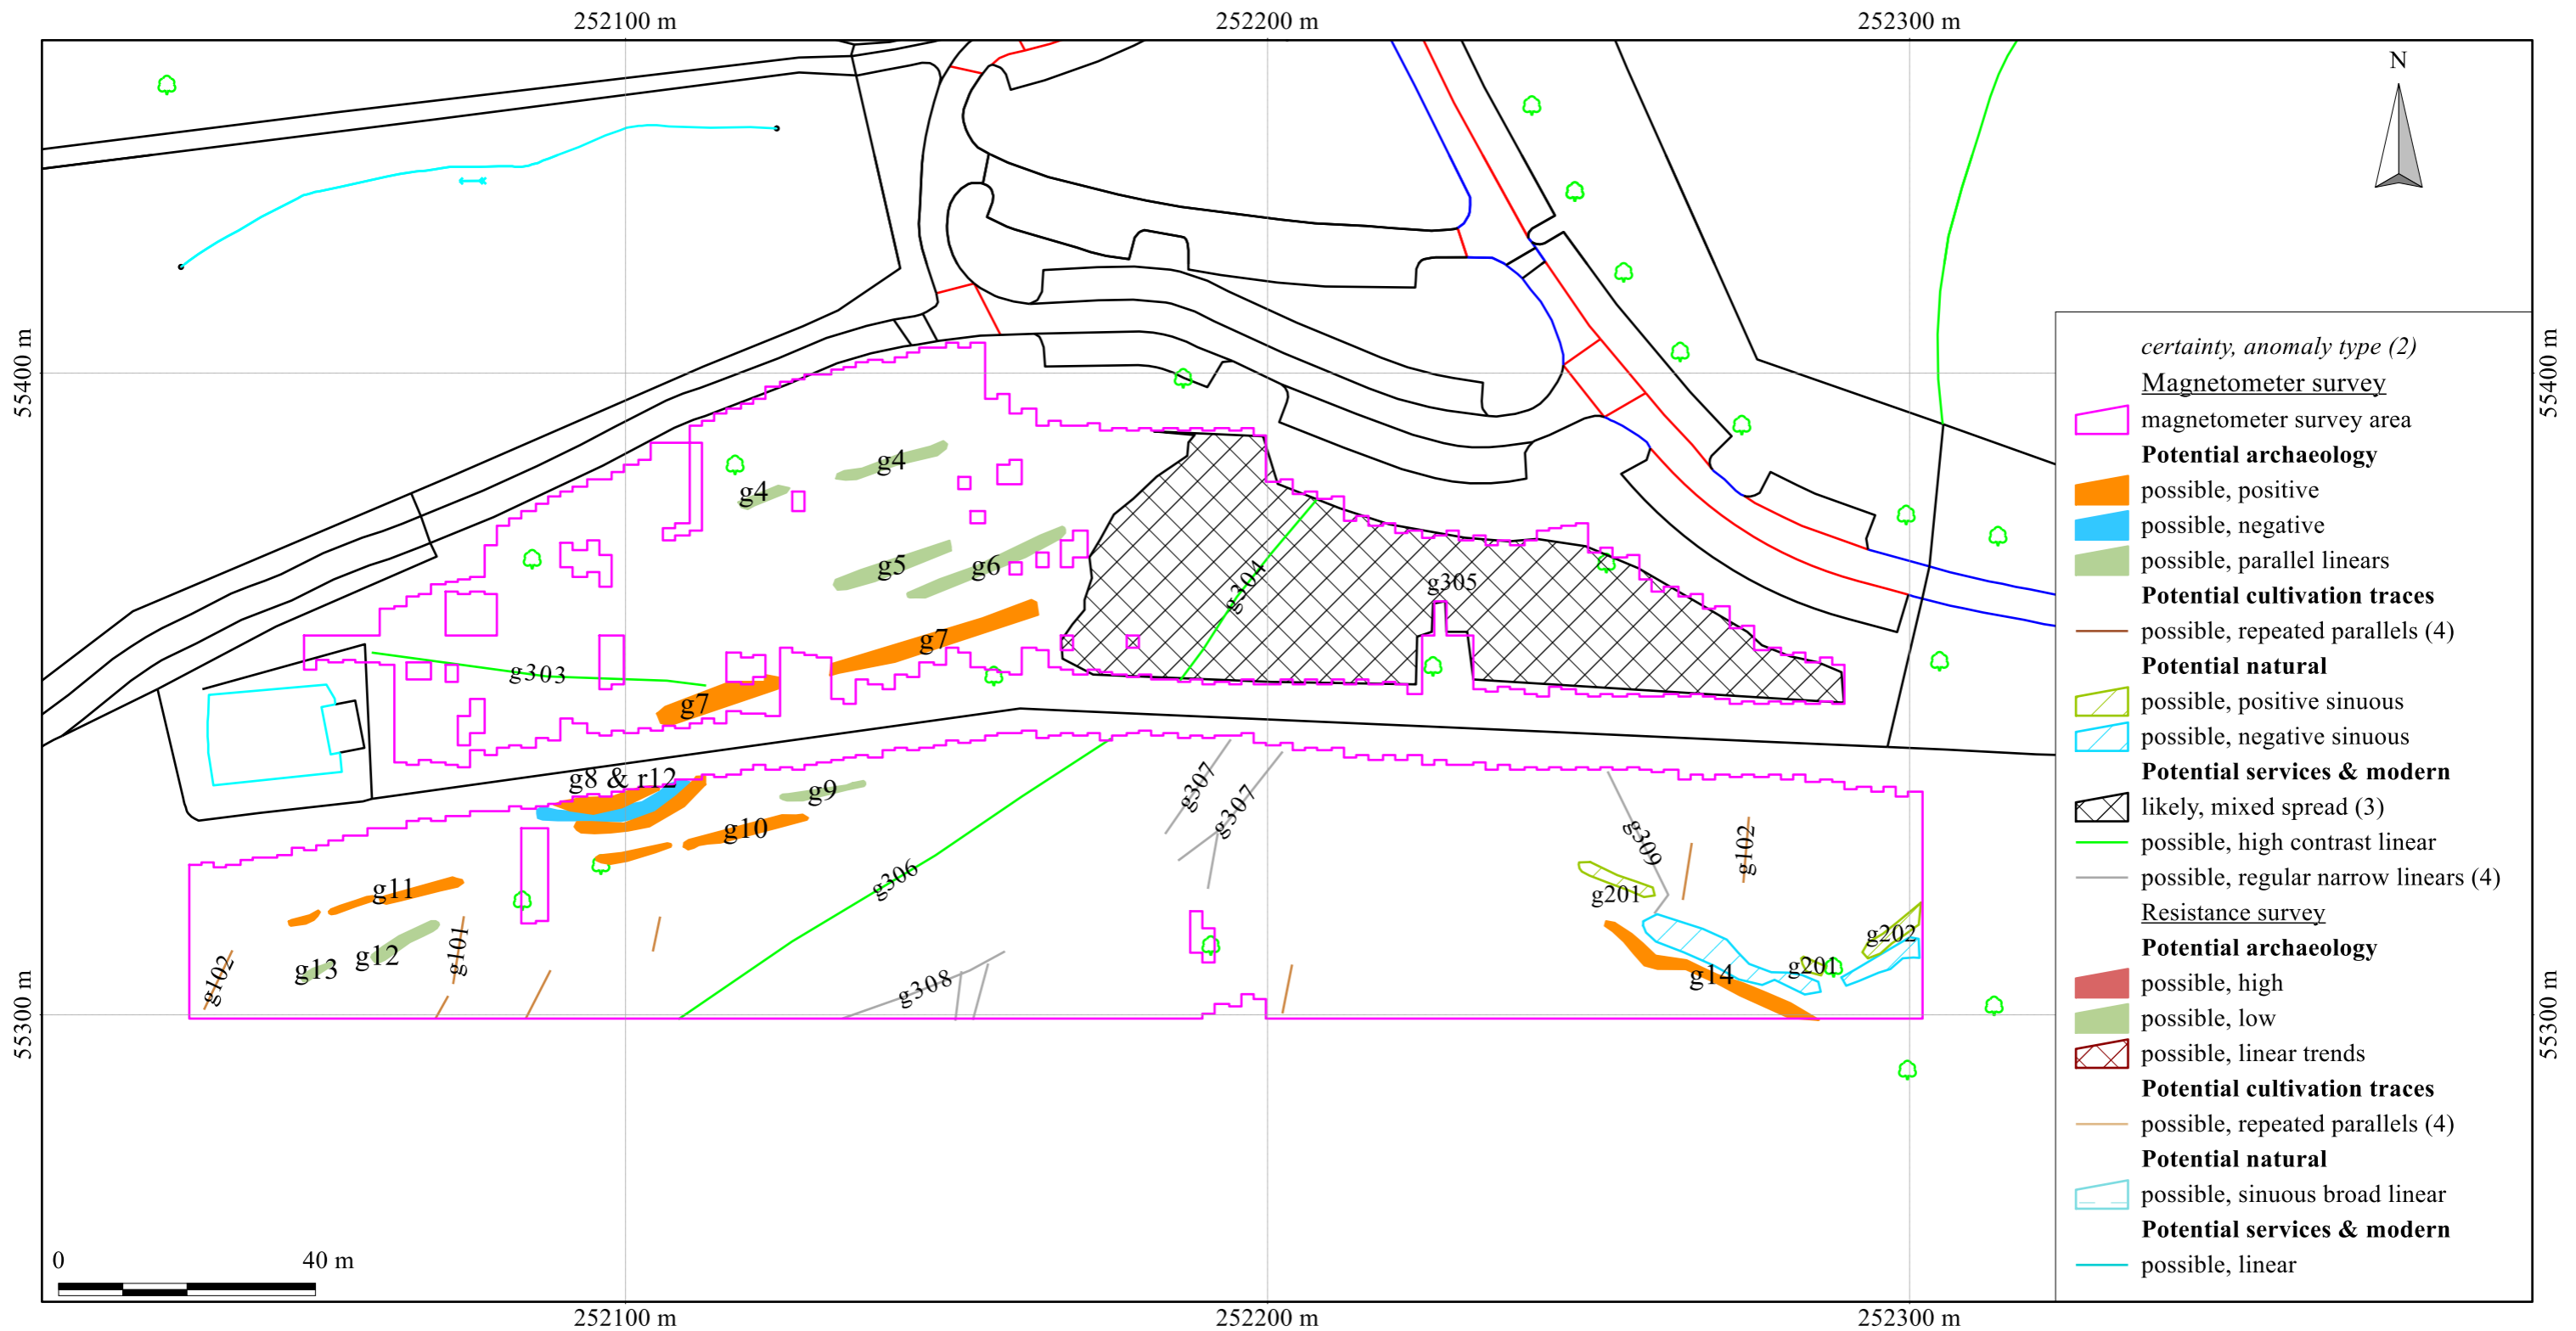 252100 m
252200 m
252300 m
N
55400 m
55400 m
g4
g4
g5
g6
g7
g7
g303
g304
g305
g8 & r12
g9
g10
g11
g12
g13
g101
g102
g306
g307
g307
g308
g309
g102
g201
g201
g202
g14
55300 m
55300 m
0
40 m
252100 m
252200 m
252300 m
certainty, anomaly type (2)
Magnetometer survey
magnetometer survey area
Potential archaeology
possible, positive
possible, negative
possible, parallel linears
Potential cultivation traces
possible, repeated parallels (4)
Potential natural
possible, positive sinuous
possible, negative sinuous
Potential services & modern
likely, mixed spread (3)
possible, high contrast linear
possible, regular narrow linears (4)
Resistance survey
Potential archaeology
possible, high
possible, low
possible, linear trends
Potential cultivation traces
possible, repeated parallels (4)
Potential natural
possible, sinuous broad linear
Potential services & modern
possible, linear